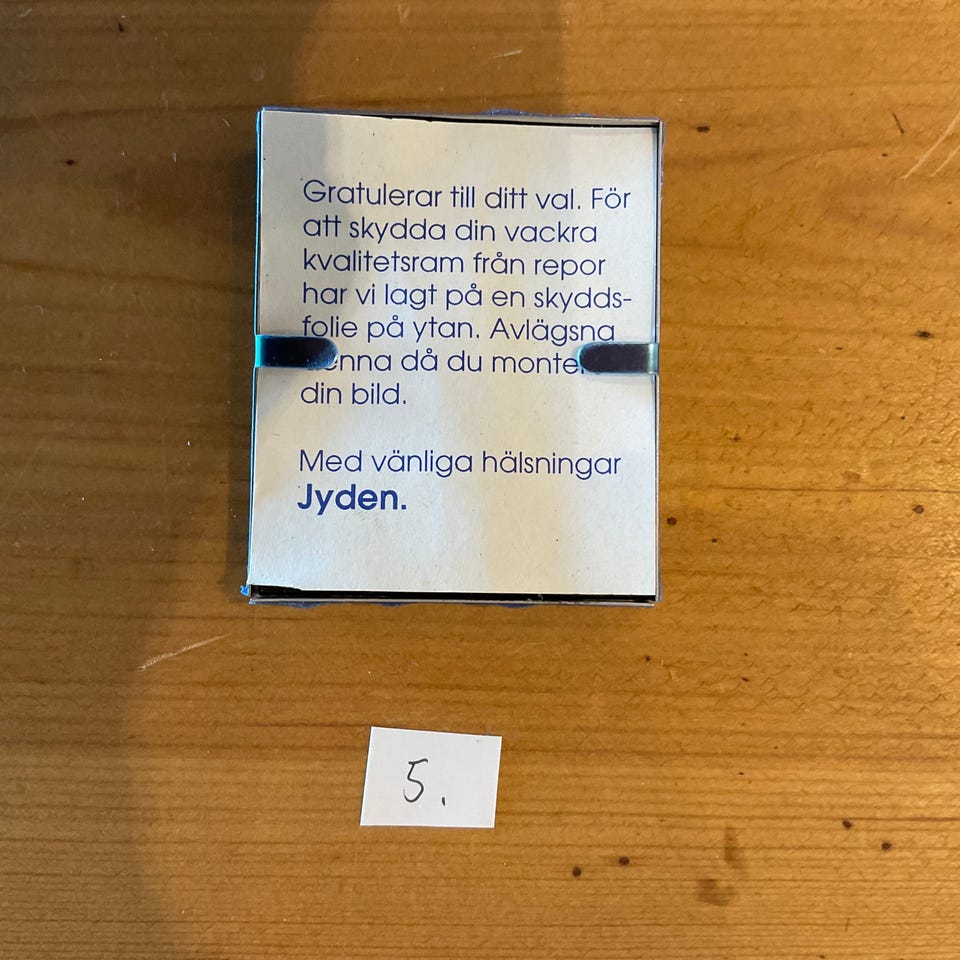 Gratulerar till ditt val. För
att skydda din vackra
kvalitetsram från repor
har vi lagt på en skydds-
folie på ytan. Avlägsna
då du
din bild.
Med vänliga hälsningar
Jyden.
5.